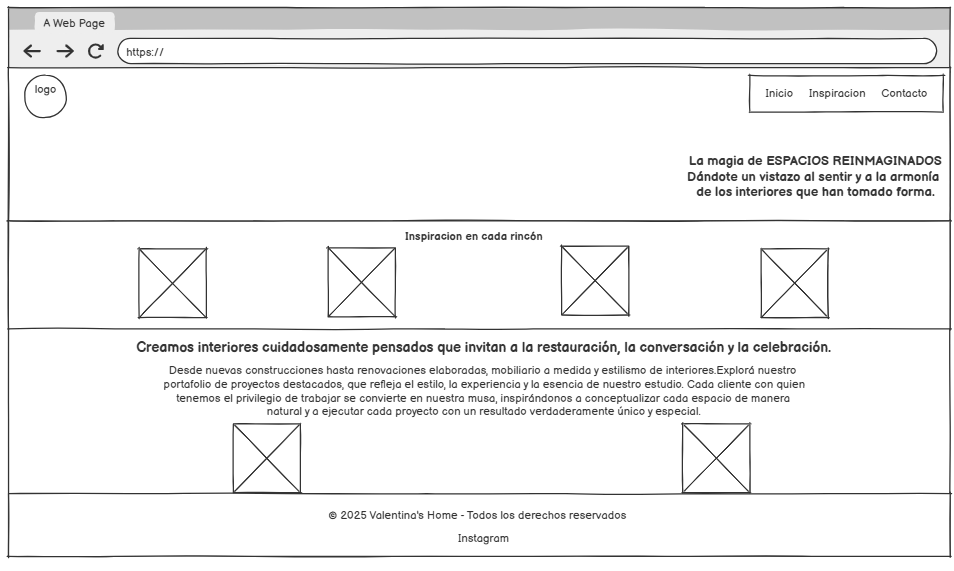 A Web Page
https://
logo
Inicio Inspiracion Contacto
La magia de ESPACIOS REINMAGINADOS
Dándote un vistazo al sentir y a la armonía
de los interiores que han tomado forma.
Inspiracion en cada rincón
Creamos interiores cuidadosamente pensados que invitan a la restauración, la conversación y la celebración.
Desde nuevas construcciones hasta renovaciones elaboradas, mobiliario a medida y estilismo de interiores.Explorá nuestro
portafolio de proyectos destacados, que refleja el estilo, la experiencia y la esencia de nuestro estudio. Cada cliente con quien
tenemos el privilegio de trabajar se convierte en nuestra musa, inspirándonos a conceptualizar cada espacio de manera
natural y a ejecutar cada proyecto con un resultado verdaderamente único y especial.
© 2025 Valentina's Home - Todos los derechos reservados
Instagram